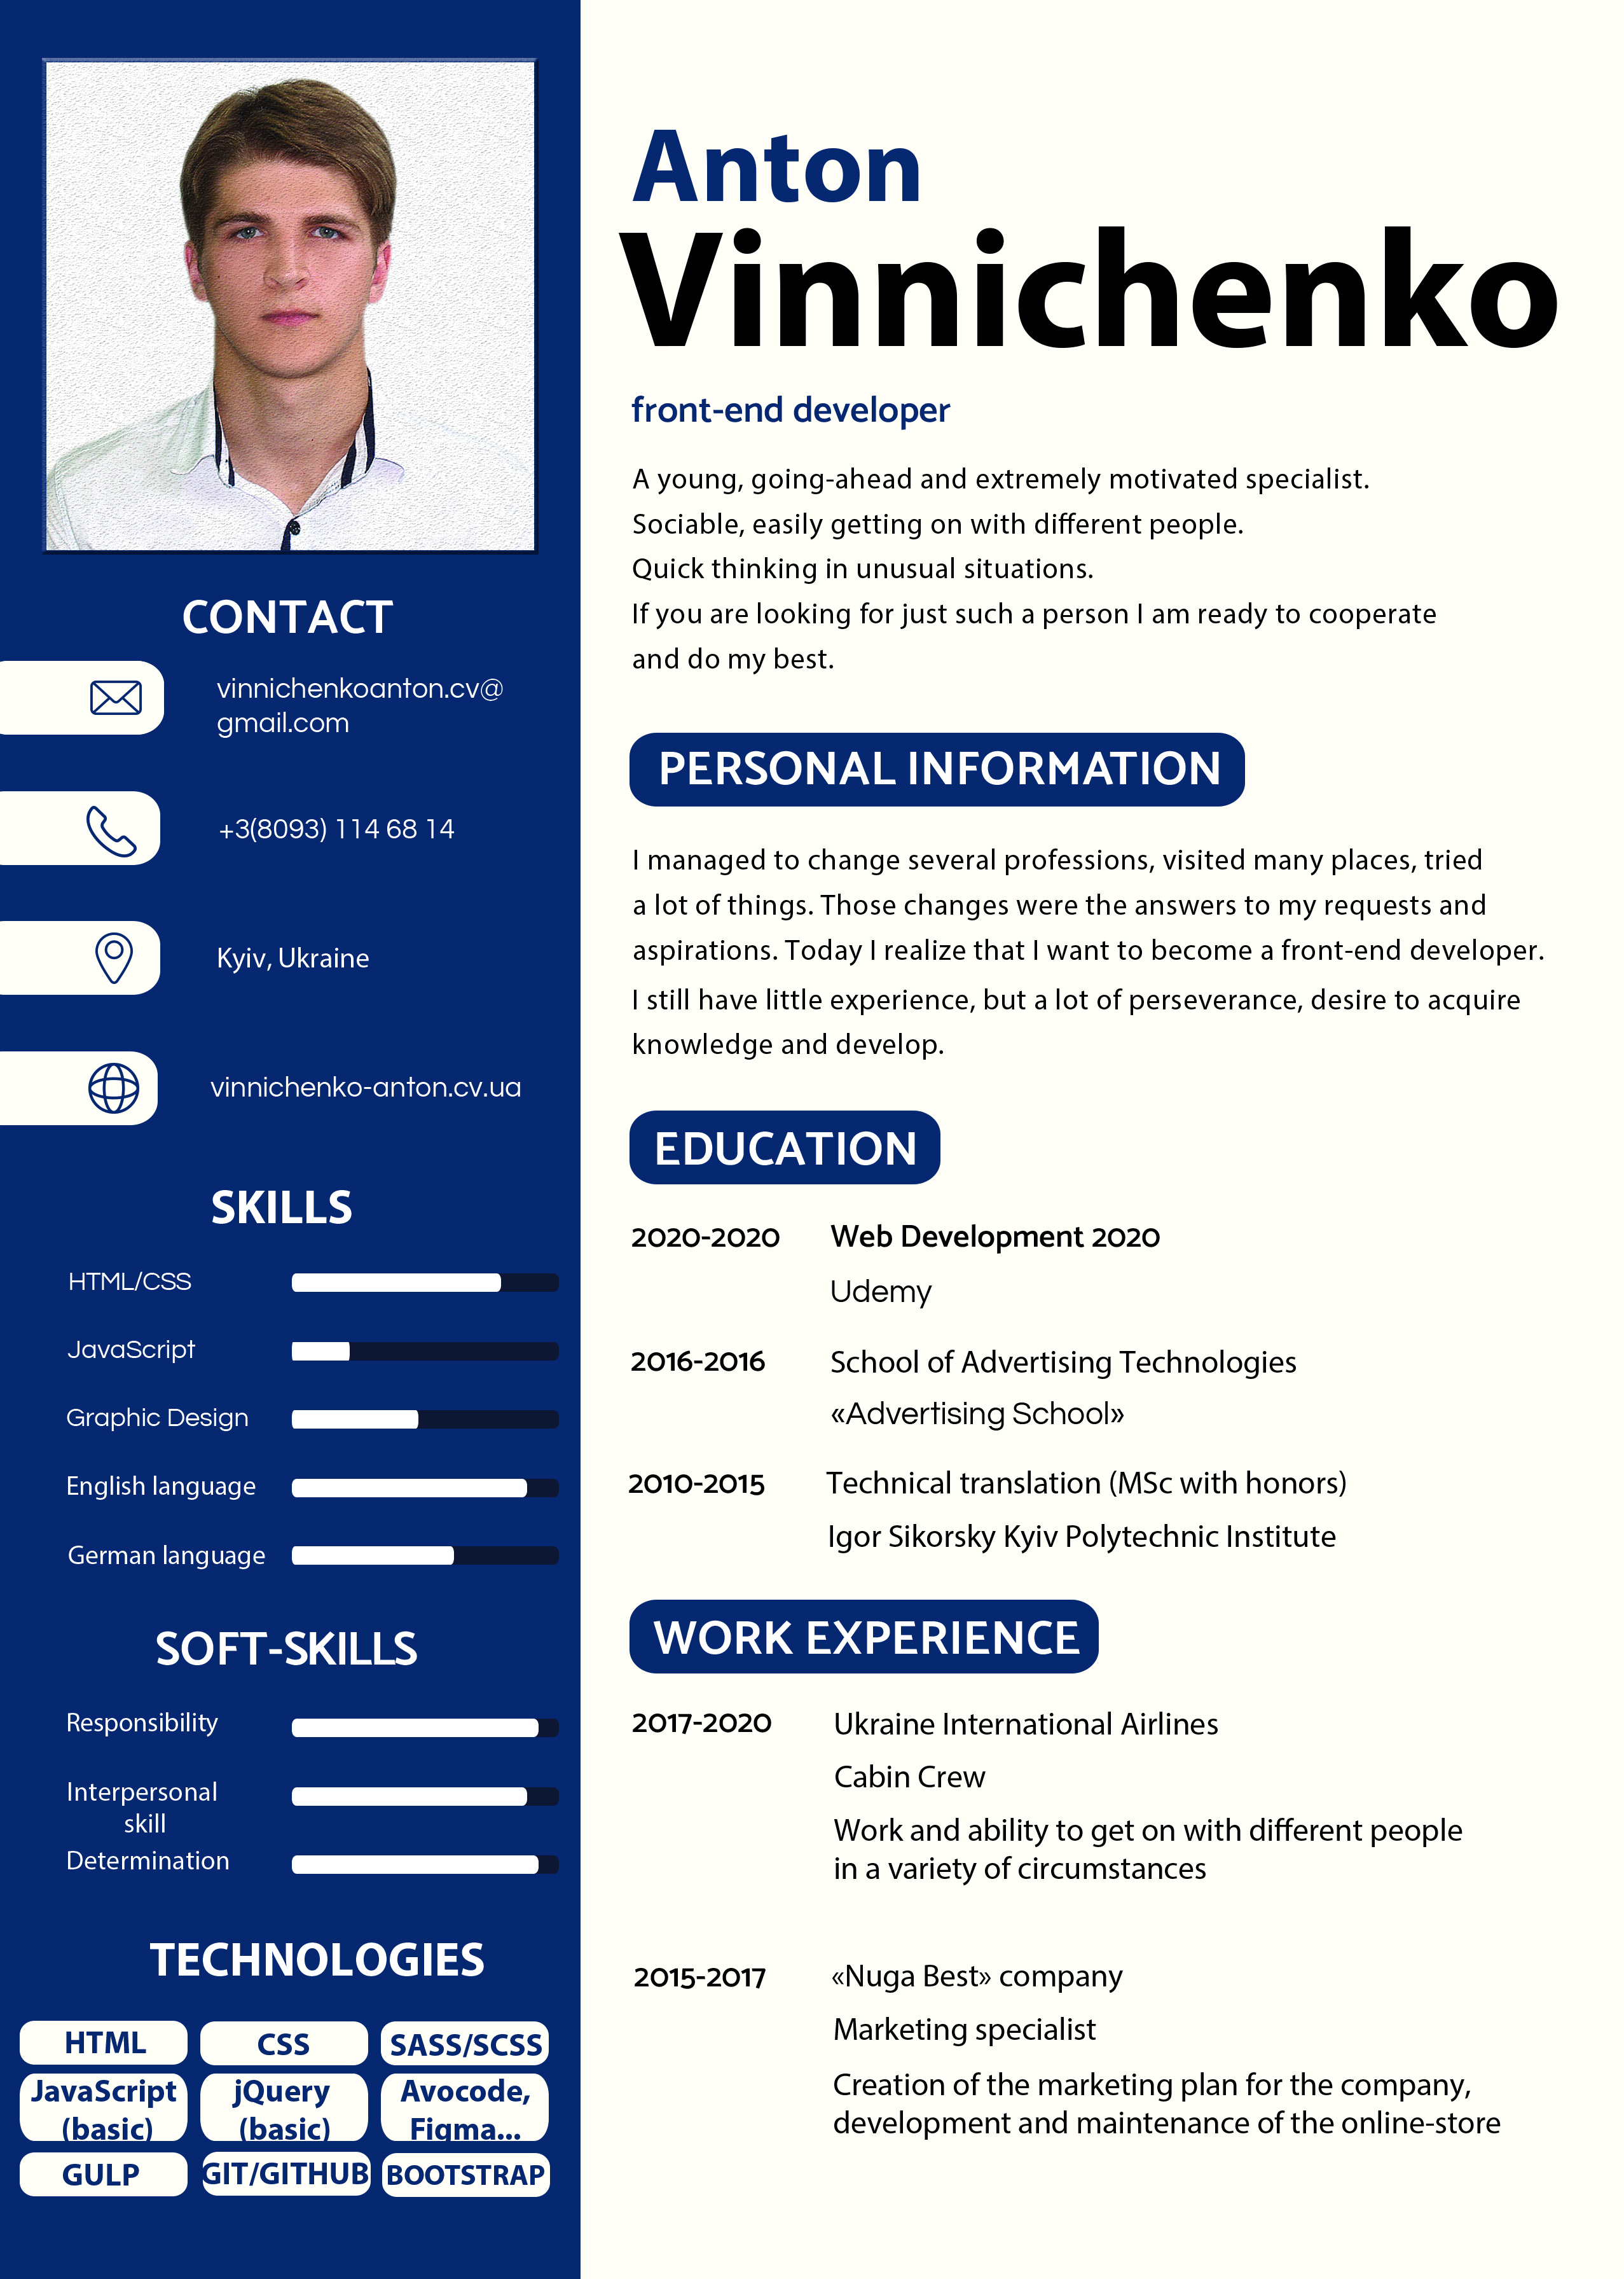 Anton
Vinnichenko
front-end developer
A young, going-ahead and extremely motivated specialist.
Sociable, easily getting on with different people.
Quick thinking in unusual situations.
If you are looking for just such a person I am ready to cooperate
and do my best.
CONTACT
vinnichenkoanton.cv@
gmail.com
+3(8093) 114 68 14
Kyiv, Ukraine
vinnichenko-anton.cv.ua
SKILLS
HTML/CSS
JavaScript
Graphic Design
English language
German language
SOFT-SKILLS
Responsibility
Interpersonal
skill
Determination
TECHNOLOGIES
HTML CSS SASS/SCSS
JavaScript jQuery Avocode,
(basic) (basic) Figma...
GULP GIT/GITHUB BOOTSTRAP
PERSONAL INFORMATION
I managed to change several professions, visited many places, tried
a lot of things. Those changes were the answers to my requests and
aspirations. Today I realize that I want to become a front-end developer.
I still have little experience, but a lot of perseverance, desire to acquire
knowledge and develop.
EDUCATION
2020-2020 Web Development 2020
Udemy
2016-2016 School of Advertising Technologies
«Advertising School»
2010-2015 Technical translation (MSc with honors)
Igor Sikorsky Kyiv Polytechnic Institute
WORK EXPERIENCE
2017-2020 Ukraine International Airlines
Cabin Crew
Work and ability to get on with different people
in a variety of circumstances
2015-2017 «Nuga Best» company
Marketing specialist
Creation of the marketing plan for the company,
development and maintenance of the online-store